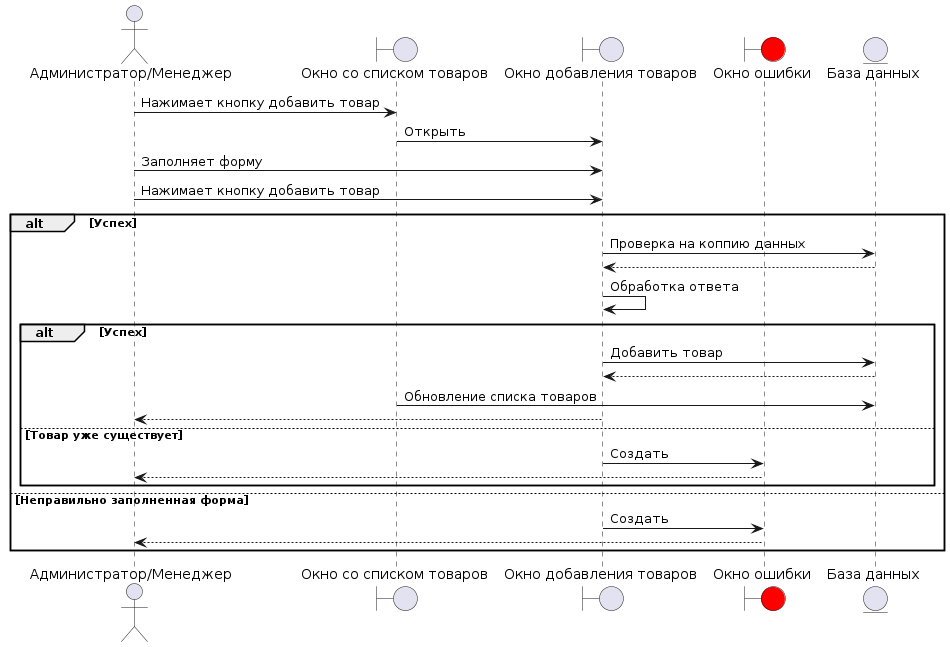 Администратор/Менеджер
Окно со списком товаров
Окно добавления товаров
Окно ошибки
База данных
Нажимает кнопку добавить товар
Открыть
Заполняет форму
Нажимает кнопку добавить товар
alt [Успех]
Проверка на коппию данных
Обработка ответа
alt [Успех]
Добавить товар
Обновление списка товаров
[Товар уже существует]
Создать
[Неправильно заполненная форма]
Создать
Администратор/Менеджер
Окно со списком товаров
Окно добавления товаров
Окно ошибки
База данных